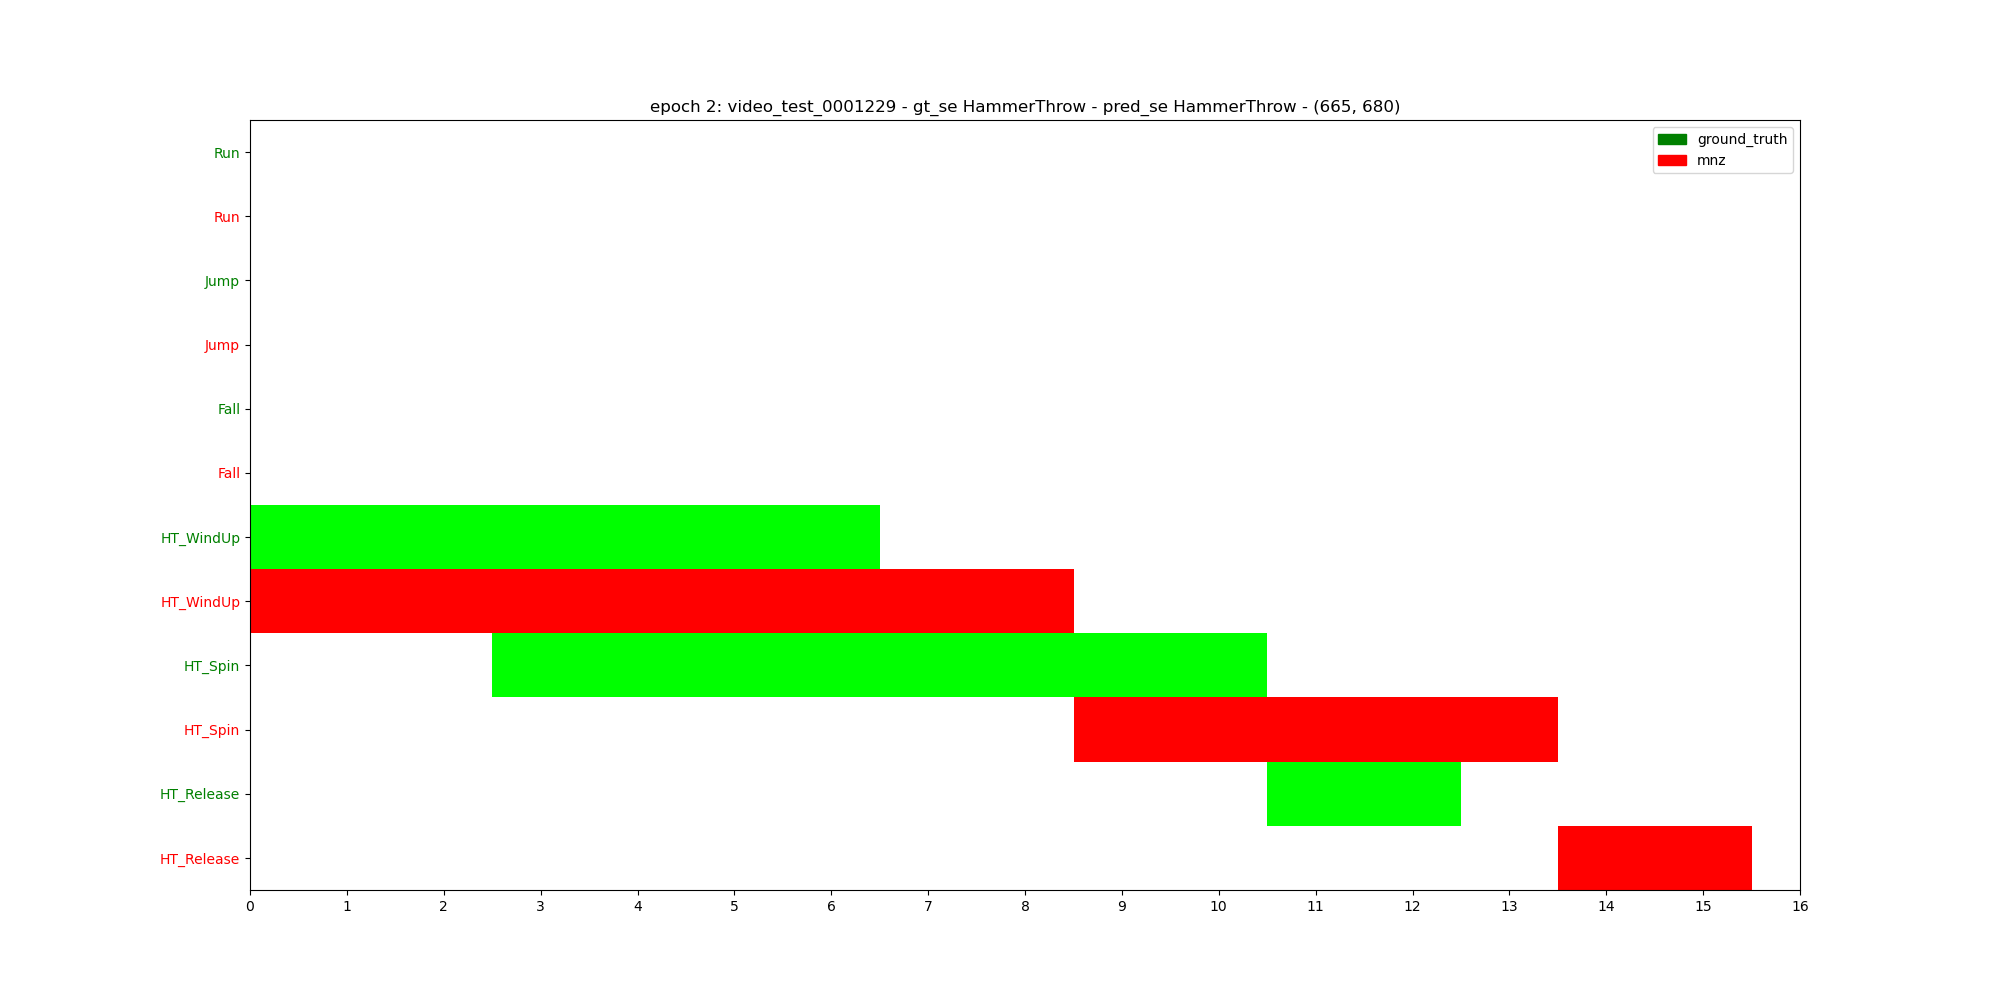 epoch 2: video_test_0001229 - gt_se HammerThrow - pred_se HammerThrow - (665, 680)
ground_truth
mnz
Run
Run
Jump
Jump
Fall
Fall
HT_WindUp
HT_WindUp
HT_Spin
HT_Spin
HT_Release
HT_Release
0 1 2 3 4 5 6 7 8 9 10 11 12 13 14 15 16